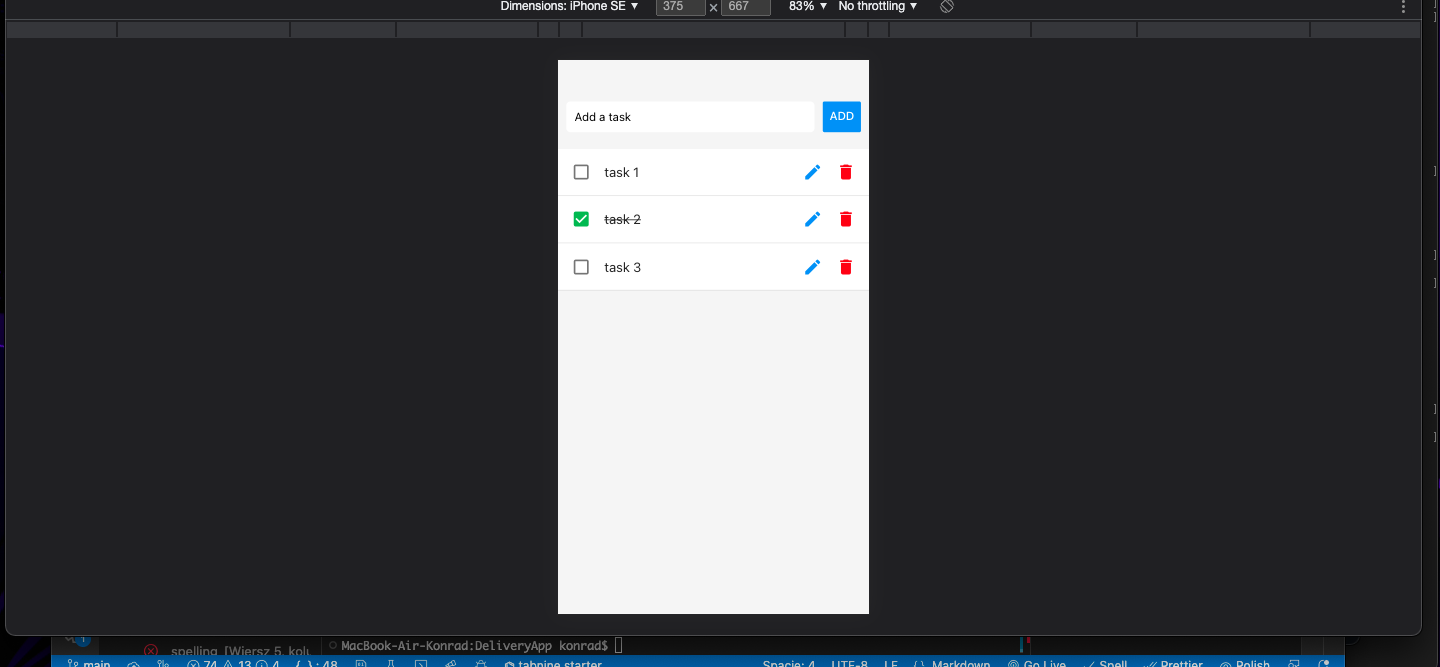 Dimensions: iPhone SE ▼ 375 × 667 83% ▼ No throttling ▼
Add a task ADD
task 1
task 2
task 3
1
spelling [Wiersz 5, kolu
MacBook-Air-Konrad:DeliveryApp konrad$
main 74 13 4 { } : 48 tabnine starter Spacje: 4 UTF-8 LF { } Markdown Go Live Spell Prettier Polish